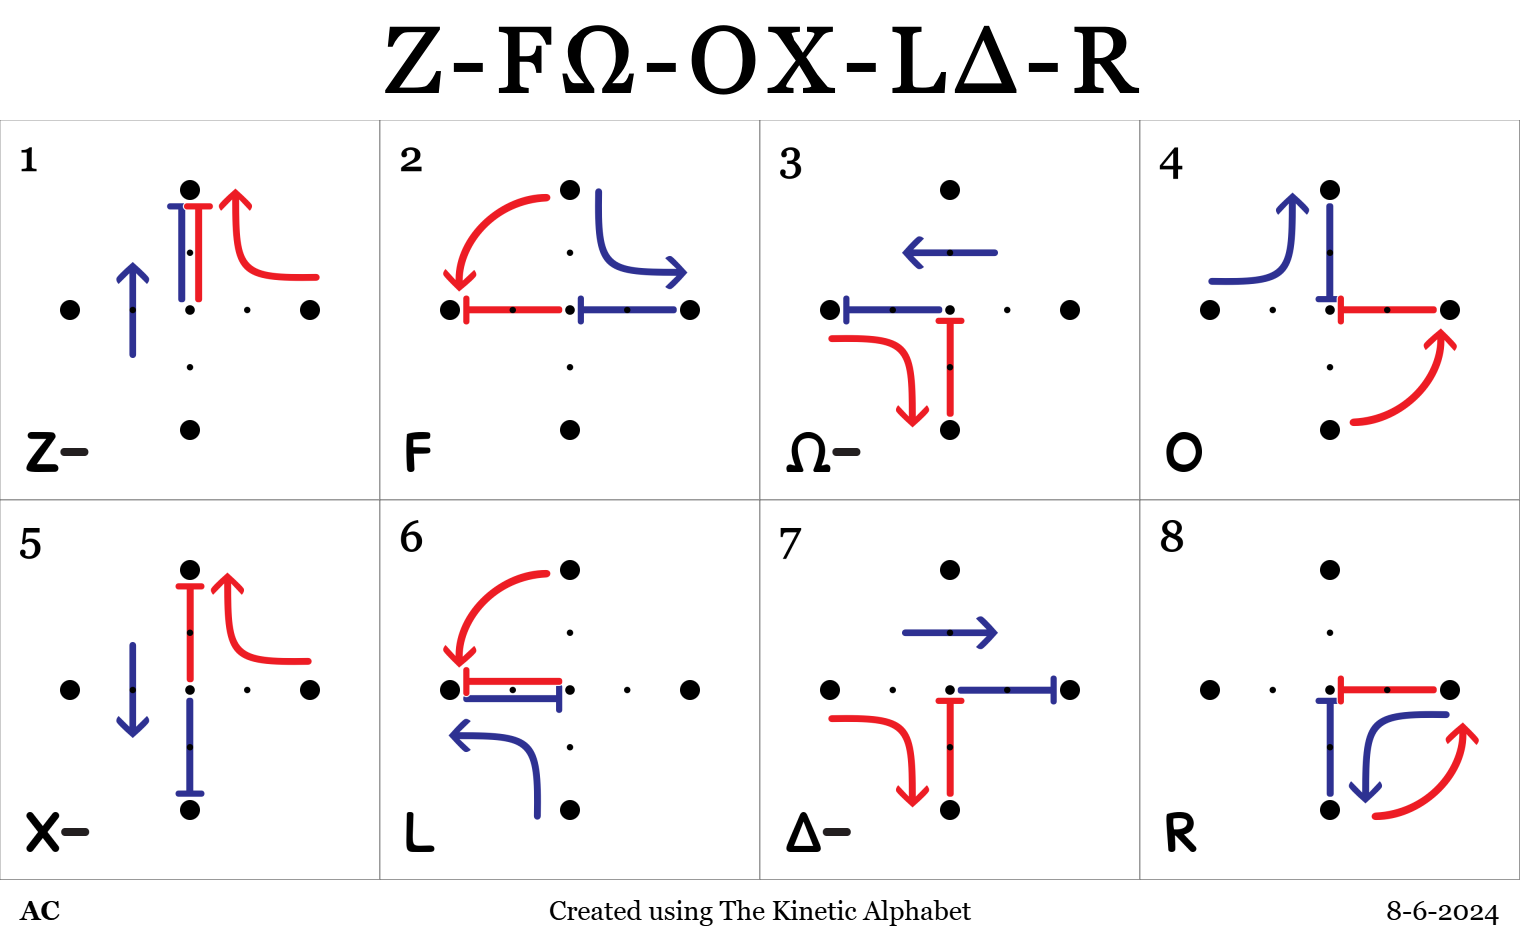 Z-FΩ-OX-LΔ-R
1 2 3 4
Z- F Ω- O
5 6 7 8
X- L Δ- R
AC Created using The Kinetic Alphabet 8-6-2024